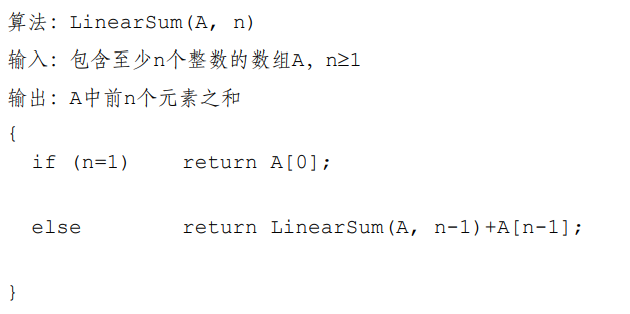 算法: LinearSum(A, n)
输入: 包含至少n个整数的数组A, n≥1
输出: A中前n个元素之和
{
if (n=1) return A[0];
else return LinearSum(A, n-1)+A[n-1];
}